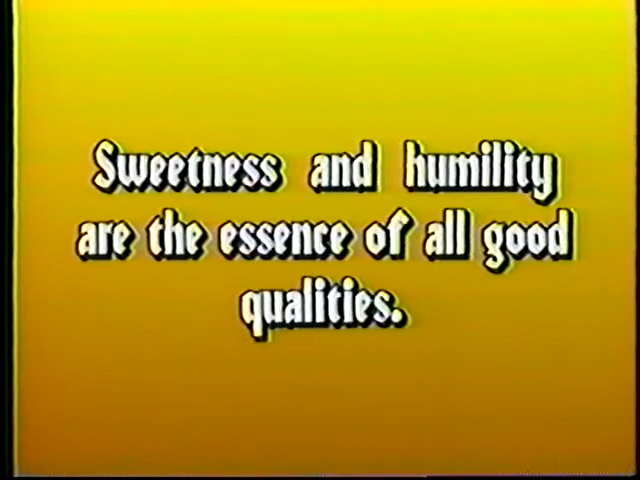 Sweetness and humility
are the essence of all good
qualities.